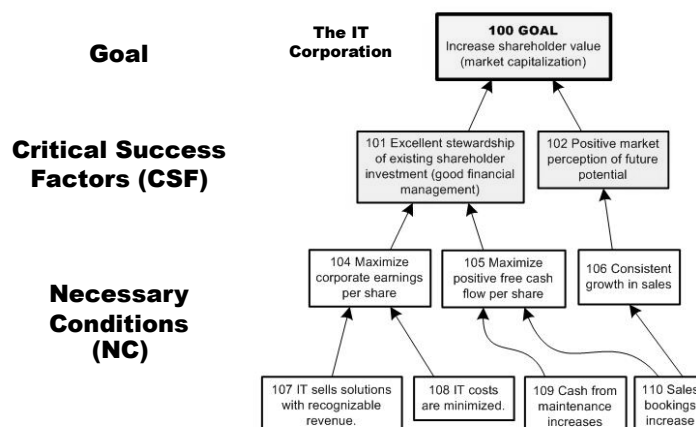 Goal
The IT
Corporation
100 GOAL
Increase shareholder value
(market capitalization)
Critical Success
Factors (CSF)
101 Excellent stewardship
of existing shareholder
investment (good financial
management)
102 Positive market
perception of future
potential
Necessary
Conditions
(NC)
104 Maximize
corporate earnings
per share
105 Maximize
positive free cash
flow per share
106 Consistent
growth in sales
107 IT sells solutions
with recognizable
revenue.
108 IT costs
are minimized.
109 Cash from
maintenance
increases
110 Sales
bookings
increase